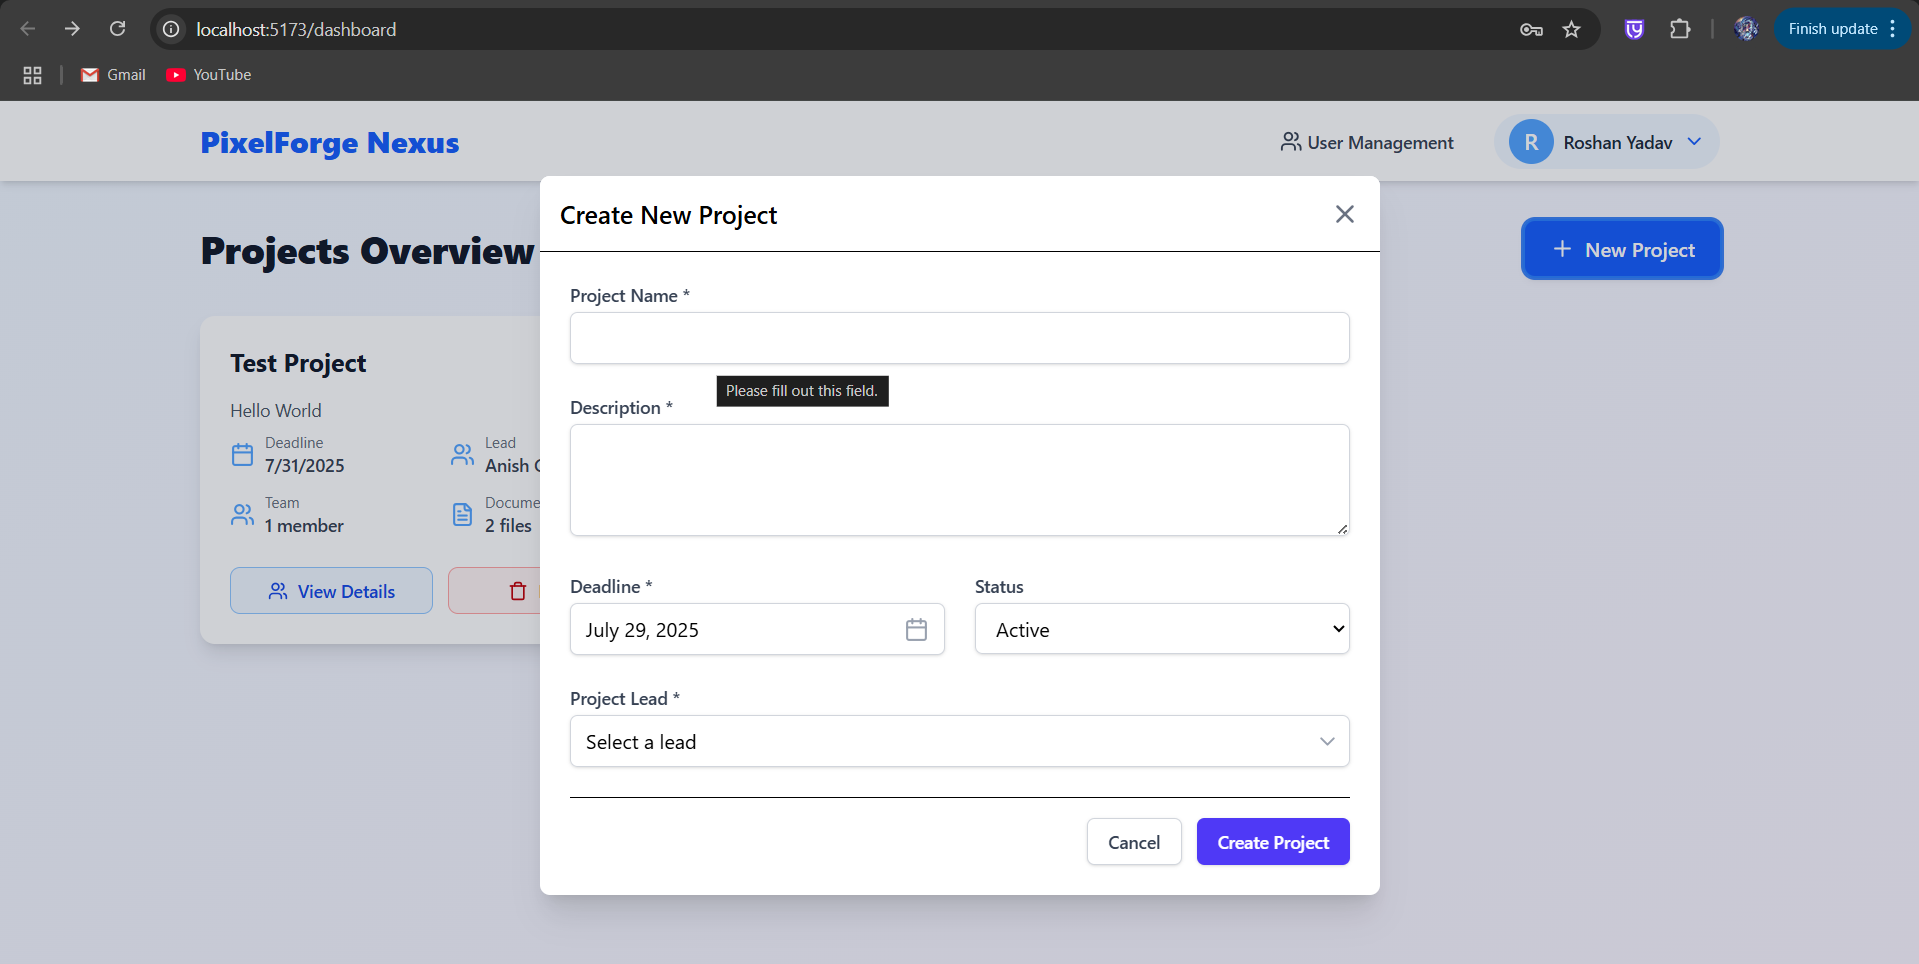 localhost:5173/dashboard
Finish update
Gmail
YouTube
PixelForge Nexus
User Management
R
Roshan Yadav
Projects Overview
+ New Project
Test Project
Hello World
Deadline
7/31/2025
Lead
Anish
Team
1 member
2 files
View Details
Create New Project
Project Name *
Please fill out this field.
Description *
Deadline *
July 29, 2025
Status
Active
Project Lead *
Select a lead
Cancel
Create Project